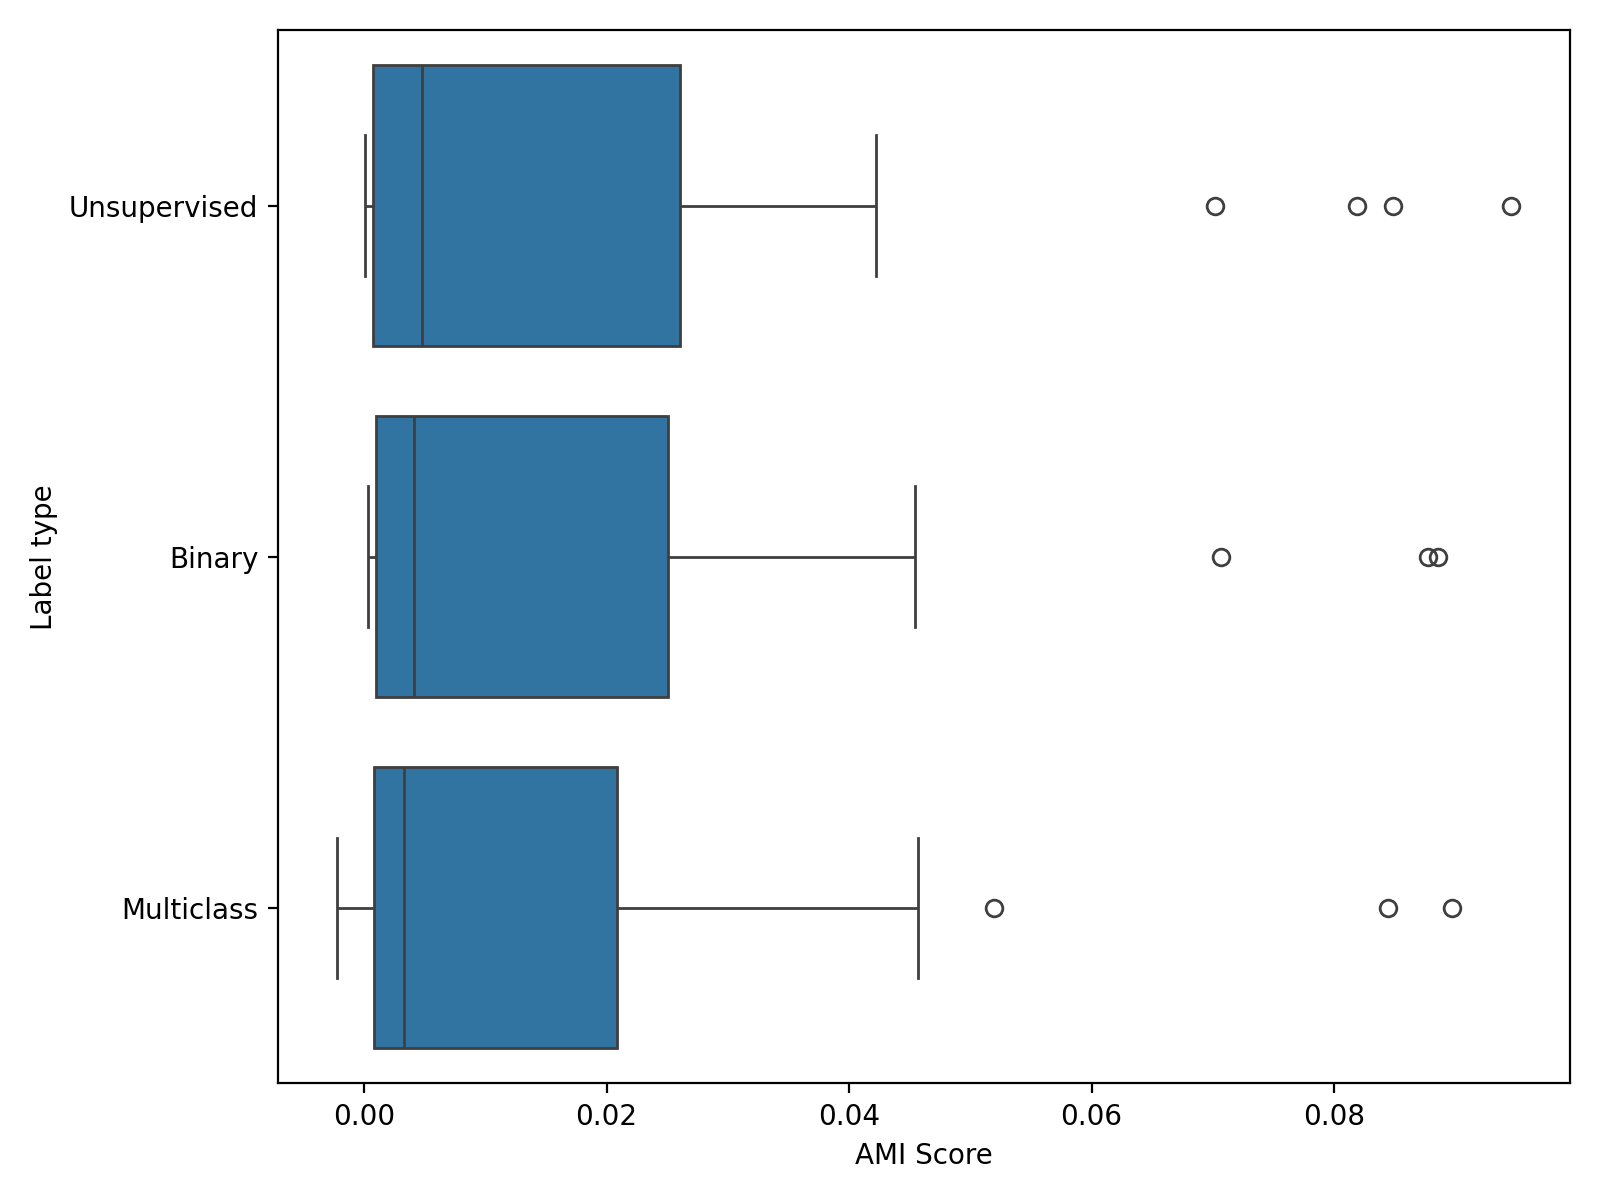 Unsupervised
Binary
Multiclass
Label type
0.00 0.02 0.04 0.06 0.08
AMI Score